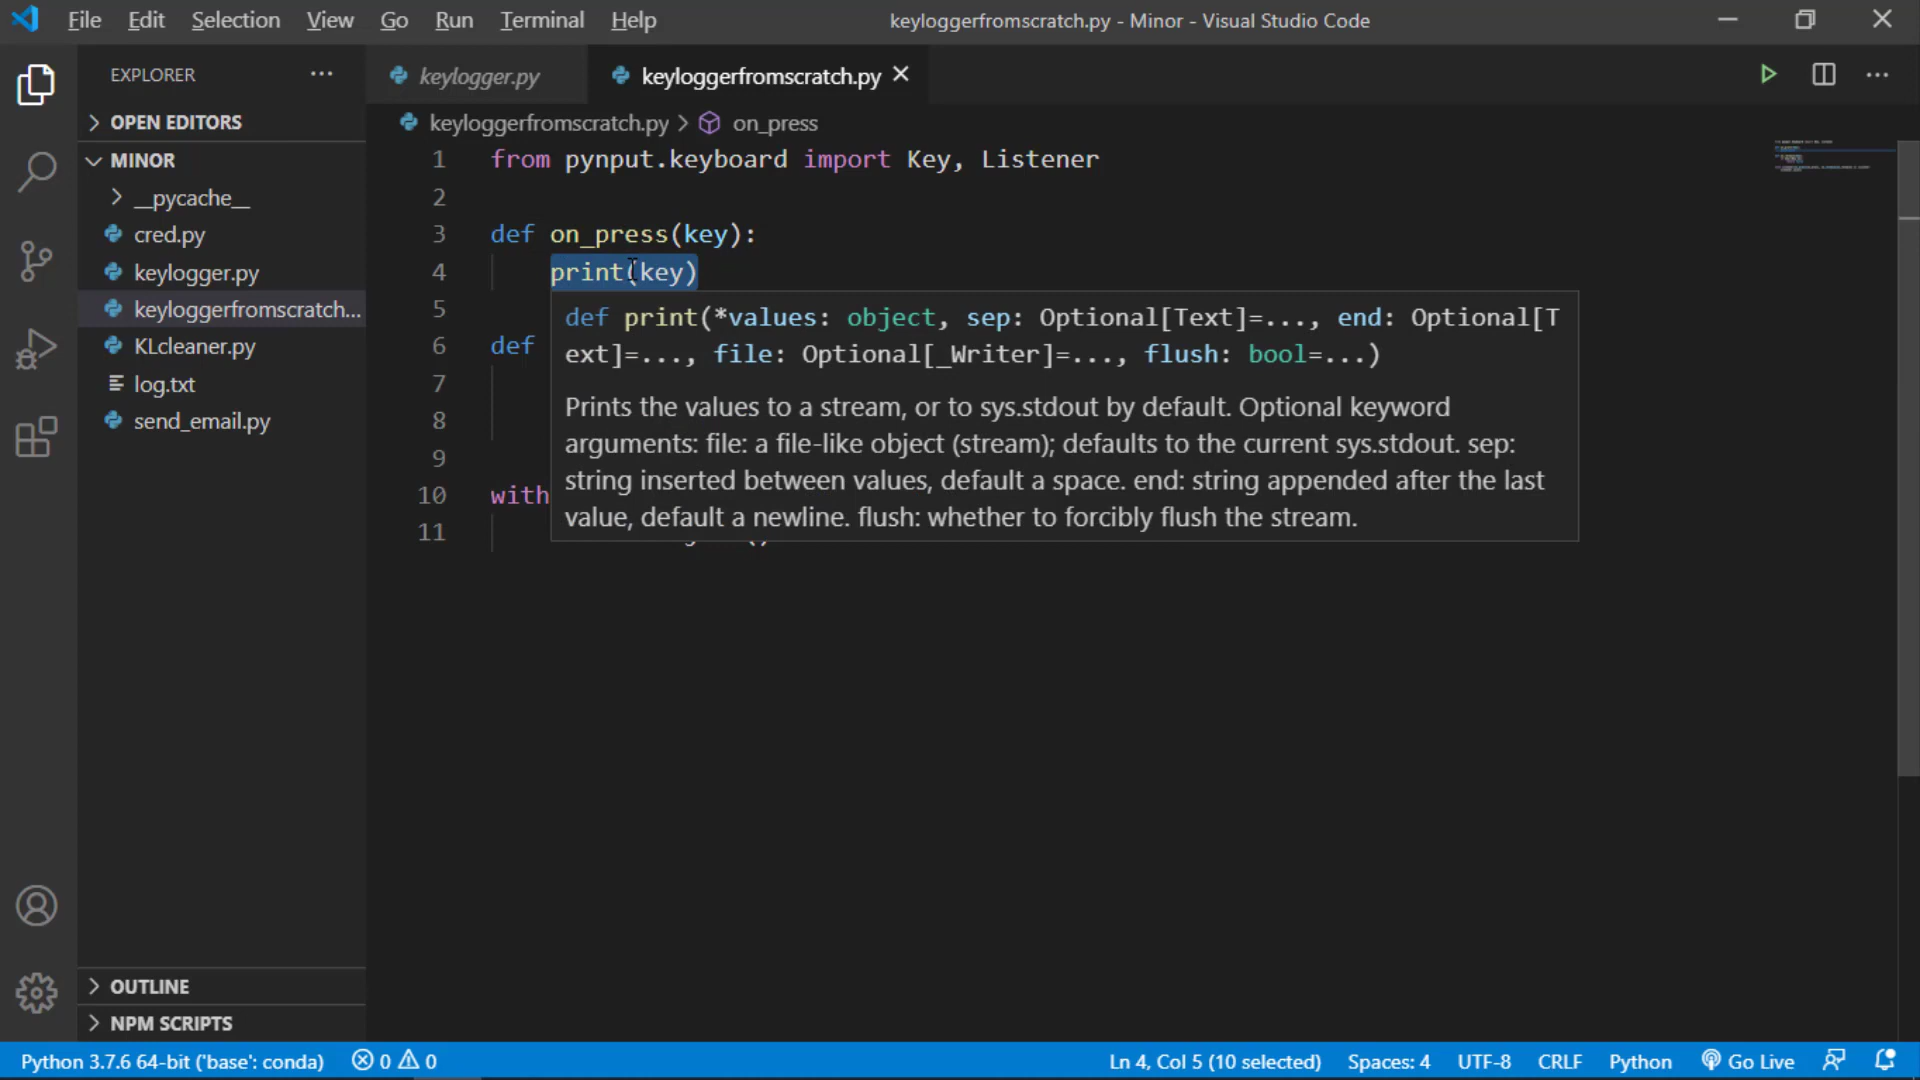 File Edit Selection View Go Run Terminal Help keyloggerfromscratch.py - Minor - Visual Studio Code
EXPLORER
keylogger.py keyloggerfromscratch.py
OPEN EDITORS
keyloggerfromscratch.py > on_press
MINOR
__pycache__
cred.py
keylogger.py
keyloggerfromscratch...
KLcleaner.py
log.txt
send_email.py
1 from pynput.keyboard import Key, Listener
2
3 def on_press(key):
4 print(key)
5
6 def
7
8
9
10 with
11
def print(*values: object, sep: Optional[Text]=..., end: Optional[T
ext]=..., file: Optional[_Writer]=..., flush: bool=...)
Prints the values to a stream, or to sys.stdout by default. Optional keyword
arguments: file: a file-like object (stream); defaults to the current sys.stdout. sep:
string inserted between values, default a space. end: string appended after the last
value, default a newline. flush: whether to forcibly flush the stream.
OUTLINE
NPM SCRIPTS
Python 3.7.6 64-bit ('base': conda) 0 0 Ln 4, Col 5 (10 selected) Spaces: 4 UTF-8 CRLF Python Go Live